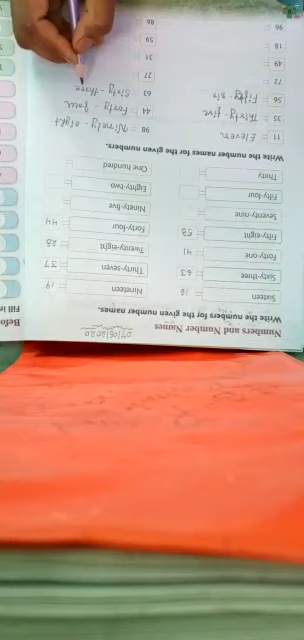 Numbers and Number Names 07/05/2020
Write the numbers for the given number names.
Sixteen = 16 Nineteen = 19
Sixty-three = 63 Thirty-seven = 37
Forty-one = 41 Twenty-eight = 28
Fifty-eight = 58 Forty-four = 44
Seventy-nine = Ninety-five =
Fifty-four = Eighty-two =
Thirty = One hundred =
Write the number names for the given numbers.
11 = Eleven 98 = Ninety-eight
35 = Thirty-five 44 = Forty-four
56 = Fifty-six 63 = Sixty-three
72 = 27 =
49 = 31 =
18 = 59 =
96 = 86 =
Befo
Fill in